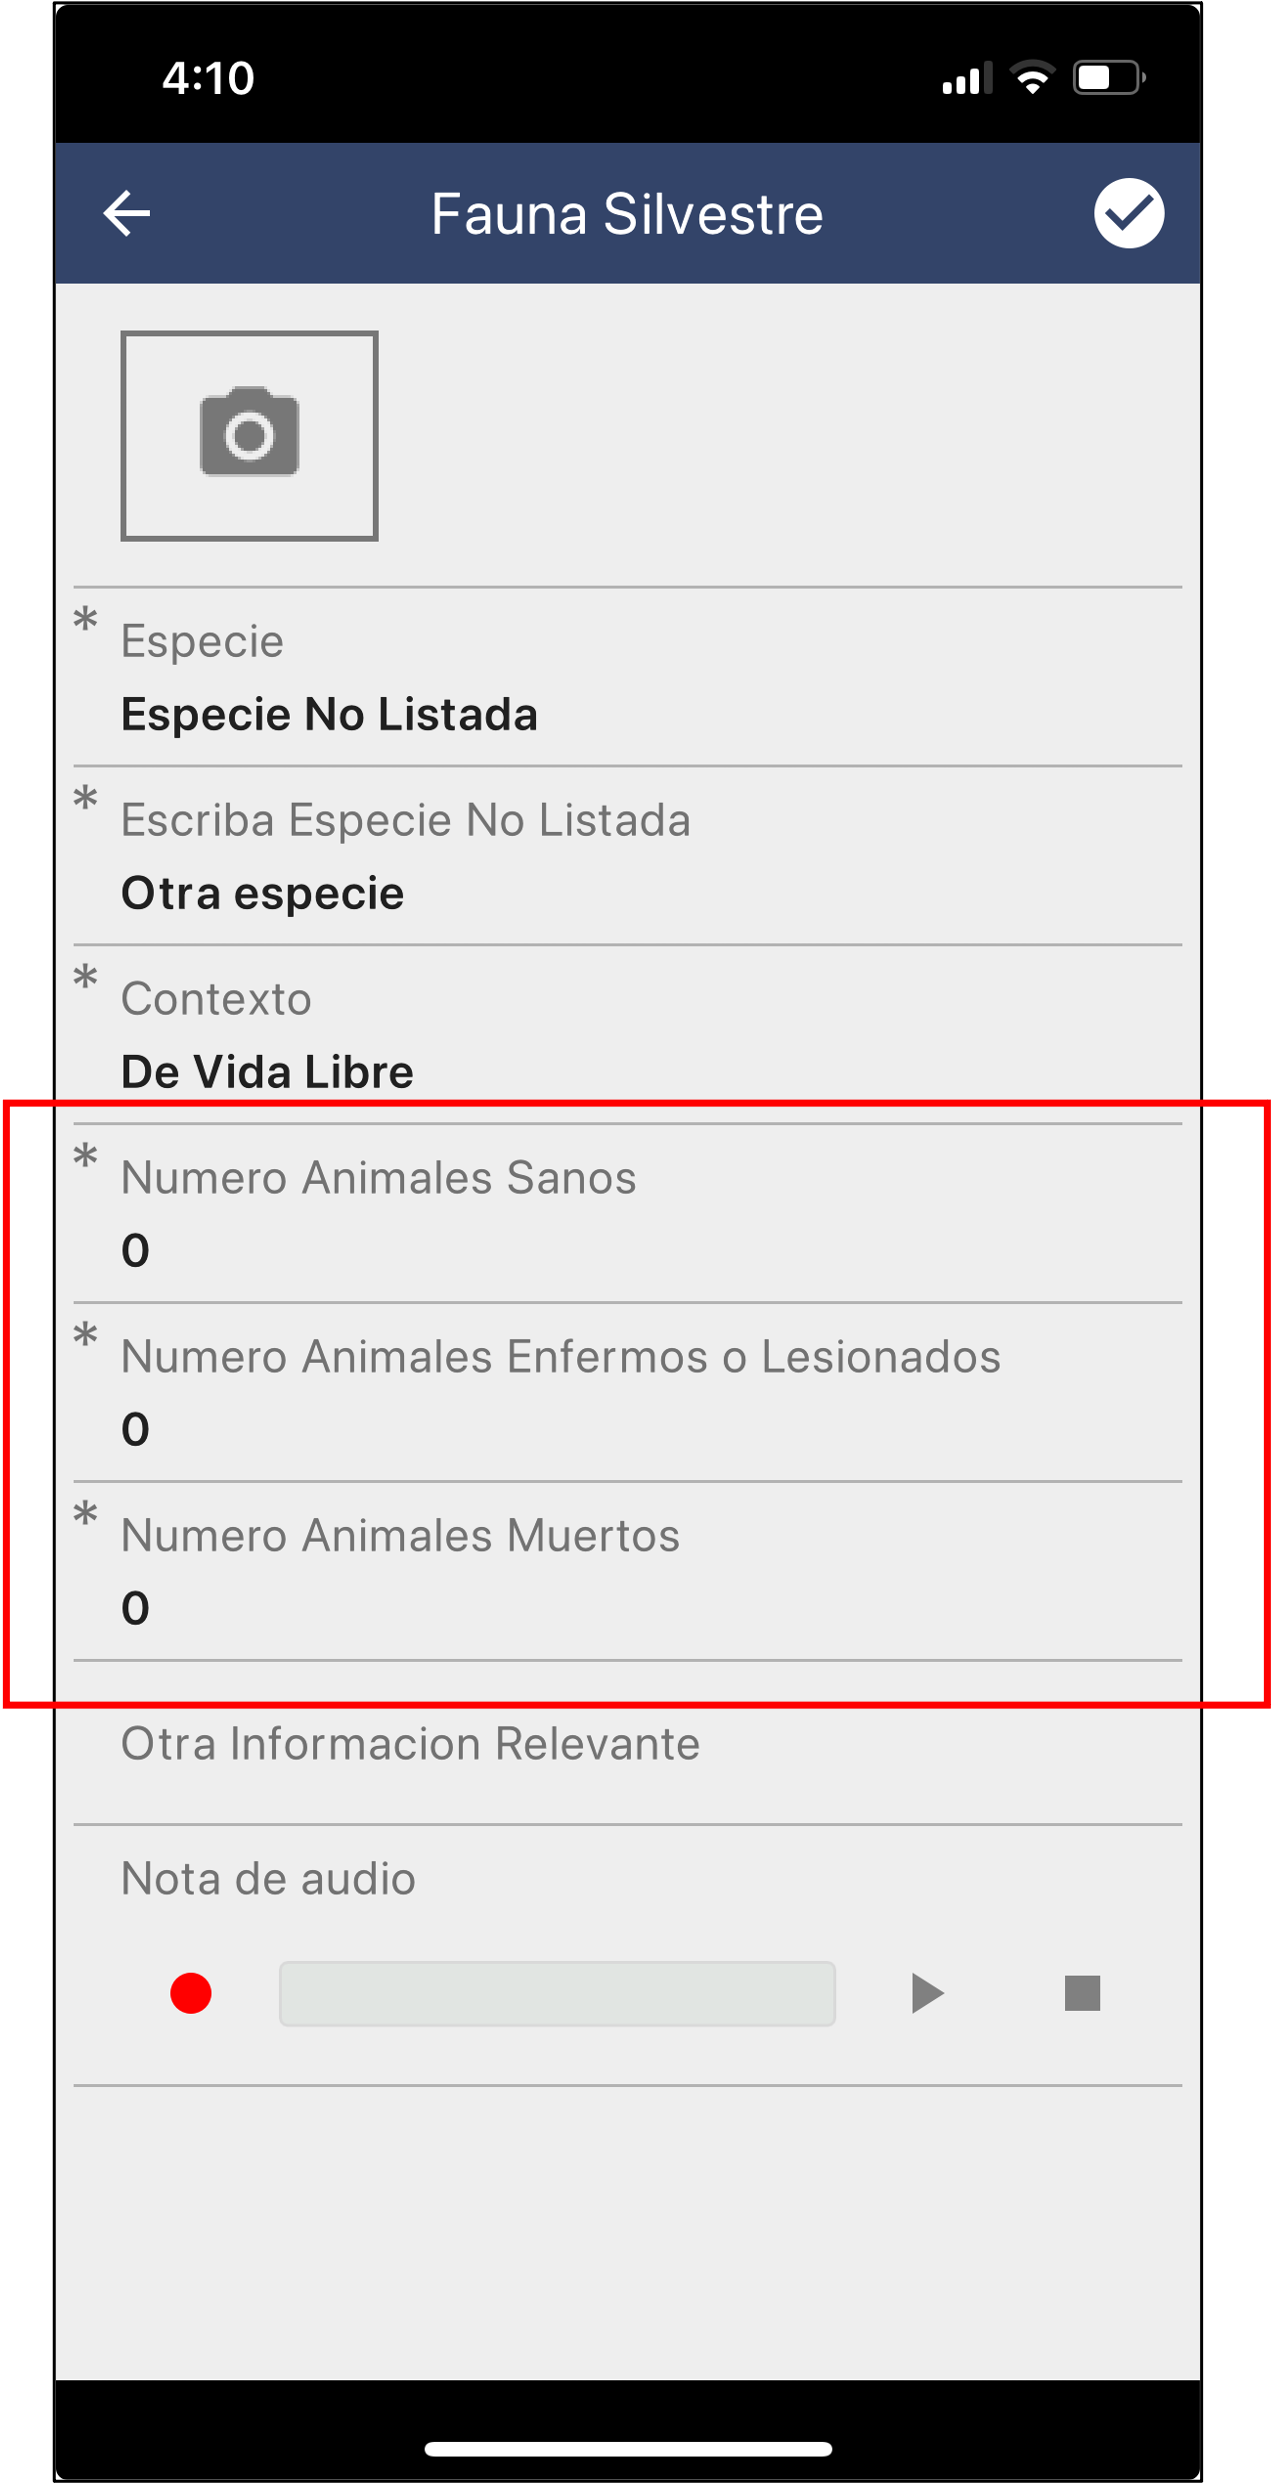 4:10
Fauna Silvestre
* Especie
Especie No Listada
* Escriba Especie No Listada
Otra especie
* Contexto
De Vida Libre
* Numero Animales Sanos
0
* Numero Animales Enfermos o Lesionados
0
* Numero Animales Muertos
0
Otra Informacion Relevante
Nota de audio